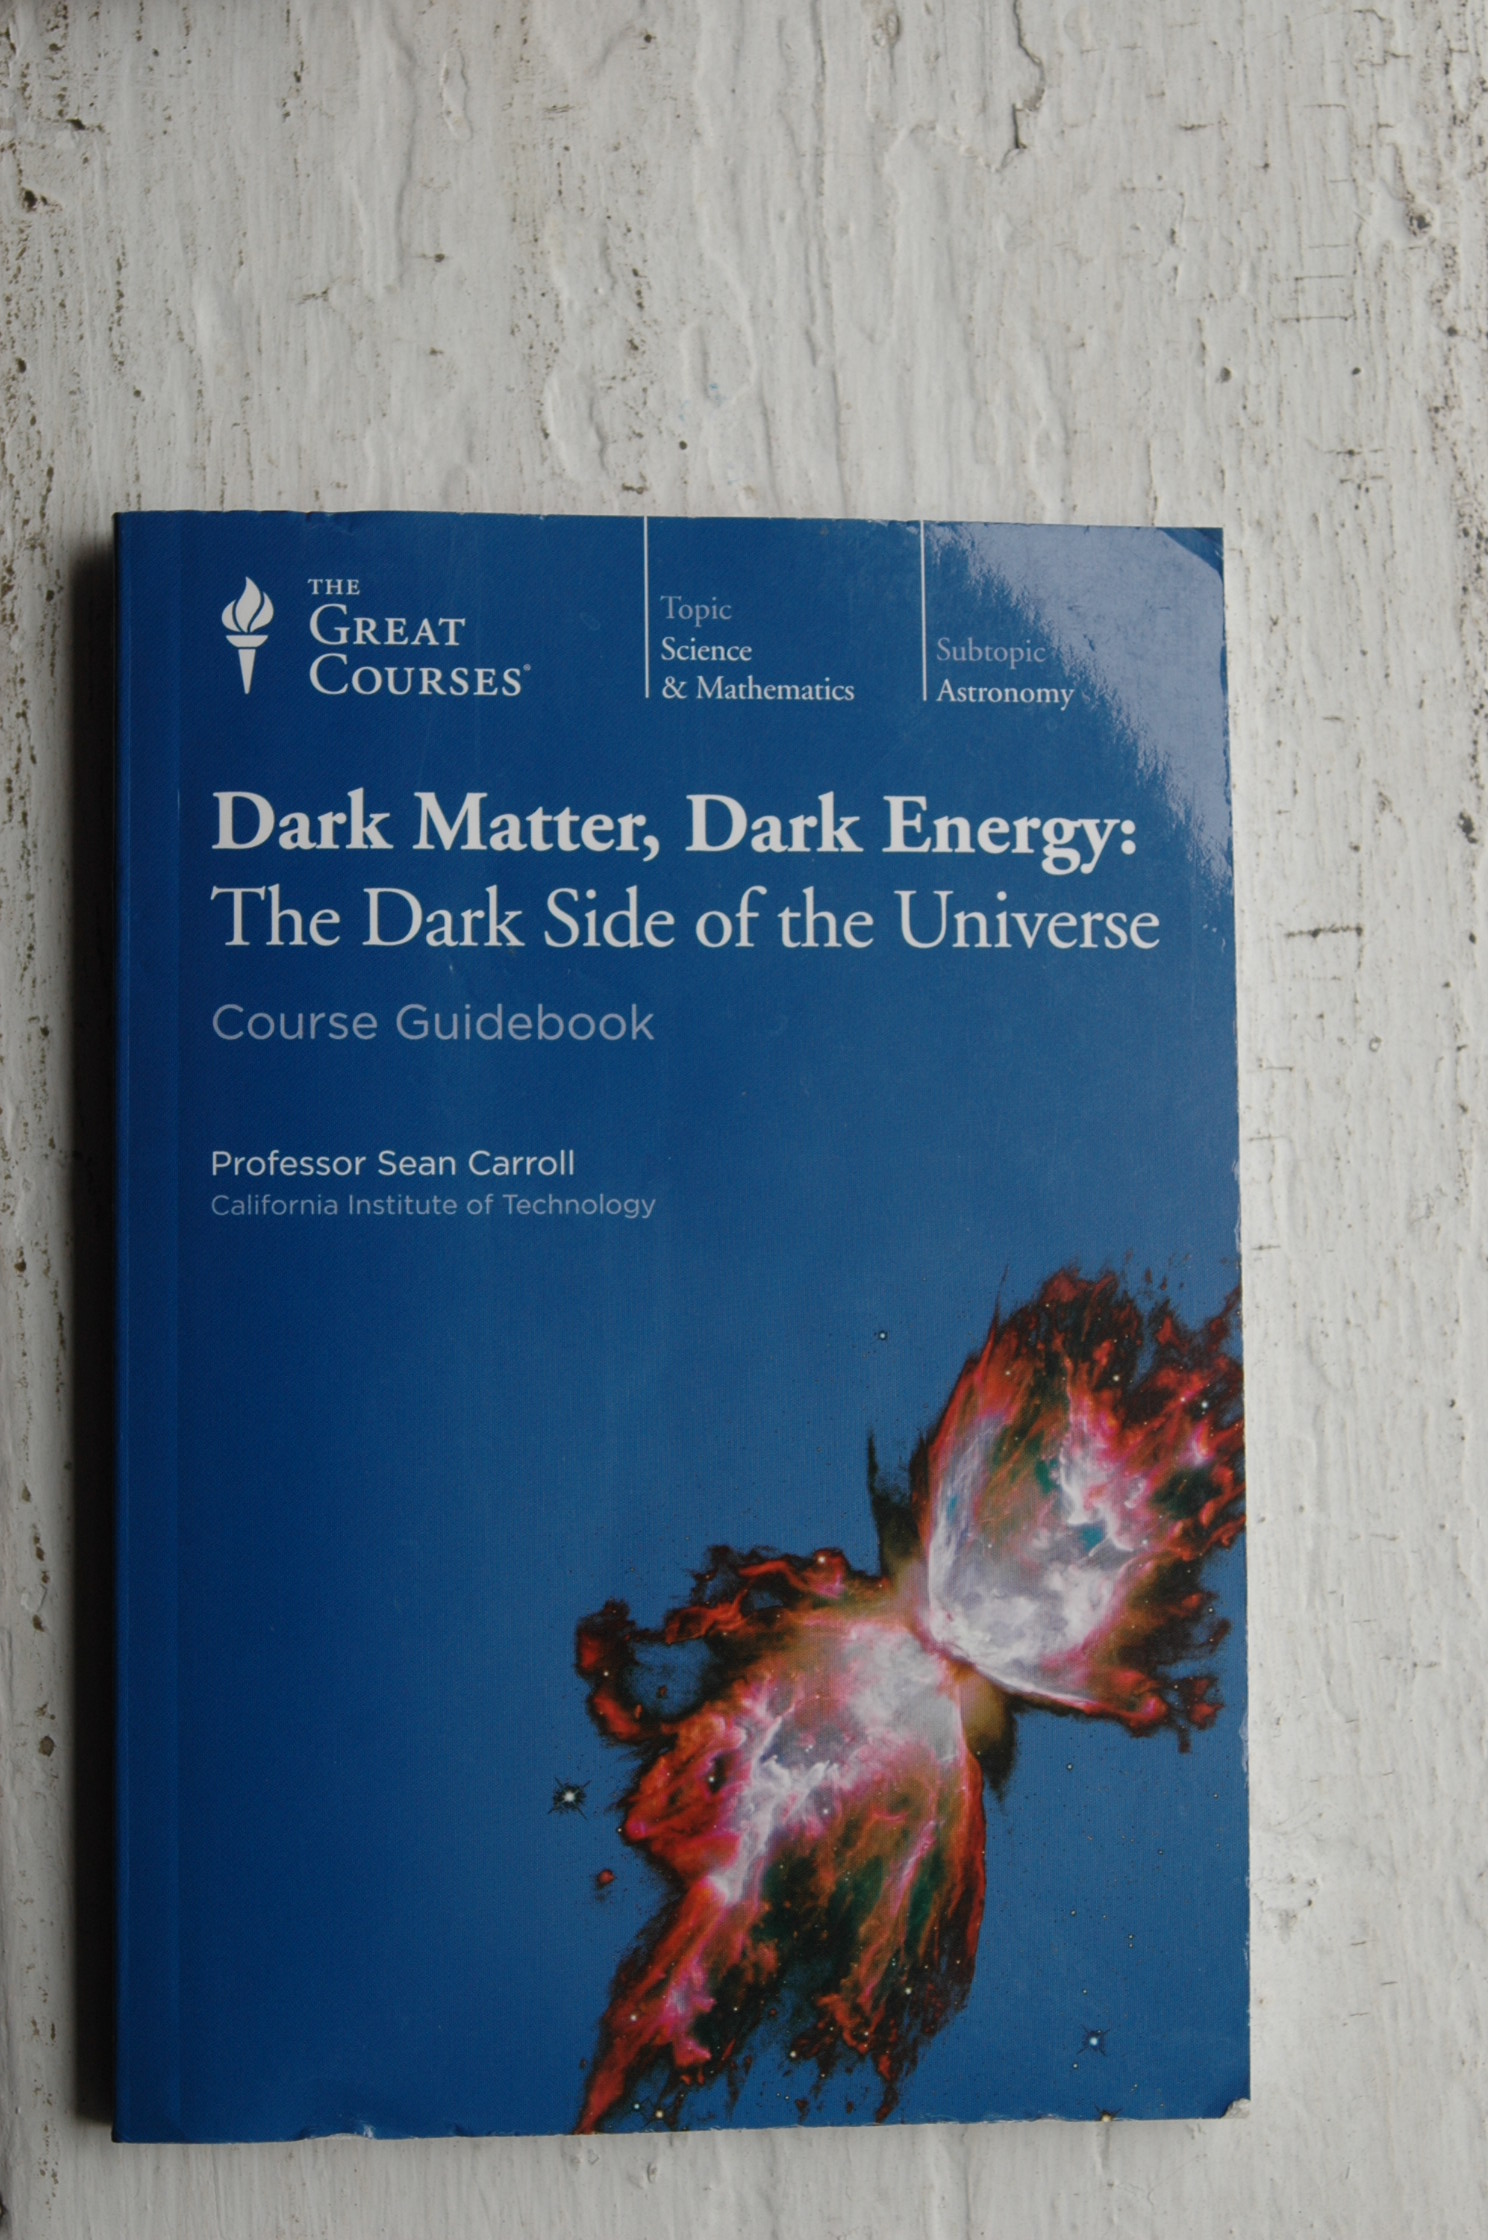 THE
GREAT
COURSES®
Topic
Science
& Mathematics
Subtopic
Astronomy
Dark Matter, Dark Energy:
The Dark Side of the Universe
Course Guidebook
Professor Sean Carroll
California Institute of Technology